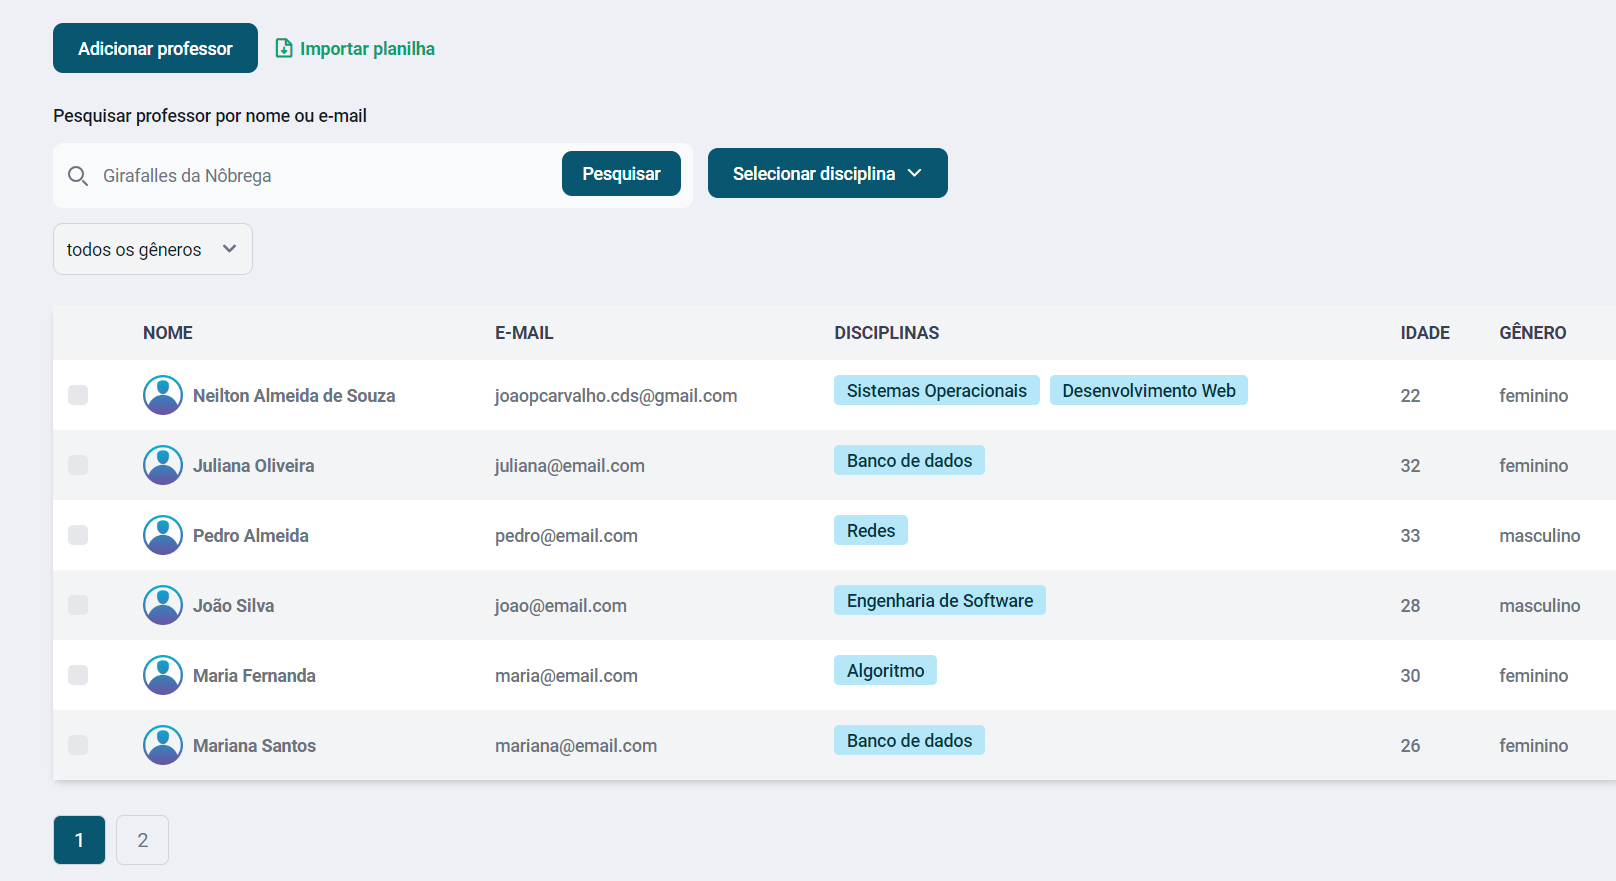 Adicionar professor Importar planilha
Pesquisar professor por nome ou e-mail
Girafalles da Nôbrega Pesquisar Selecionar disciplina
todos os gêneros
NOME E-MAIL DISCIPLINAS IDADE GÊNERO
Neilton Almeida de Souza joaopcarvalho.cds@gmail.com Sistemas Operacionais Desenvolvimento Web 22 feminino
Juliana Oliveira juliana@email.com Banco de dados 32 feminino
Pedro Almeida pedro@email.com Redes 33 masculino
João Silva joao@email.com Engenharia de Software 28 masculino
Maria Fernanda maria@email.com Algoritmo 30 feminino
Mariana Santos mariana@email.com Banco de dados 26 feminino
1 2